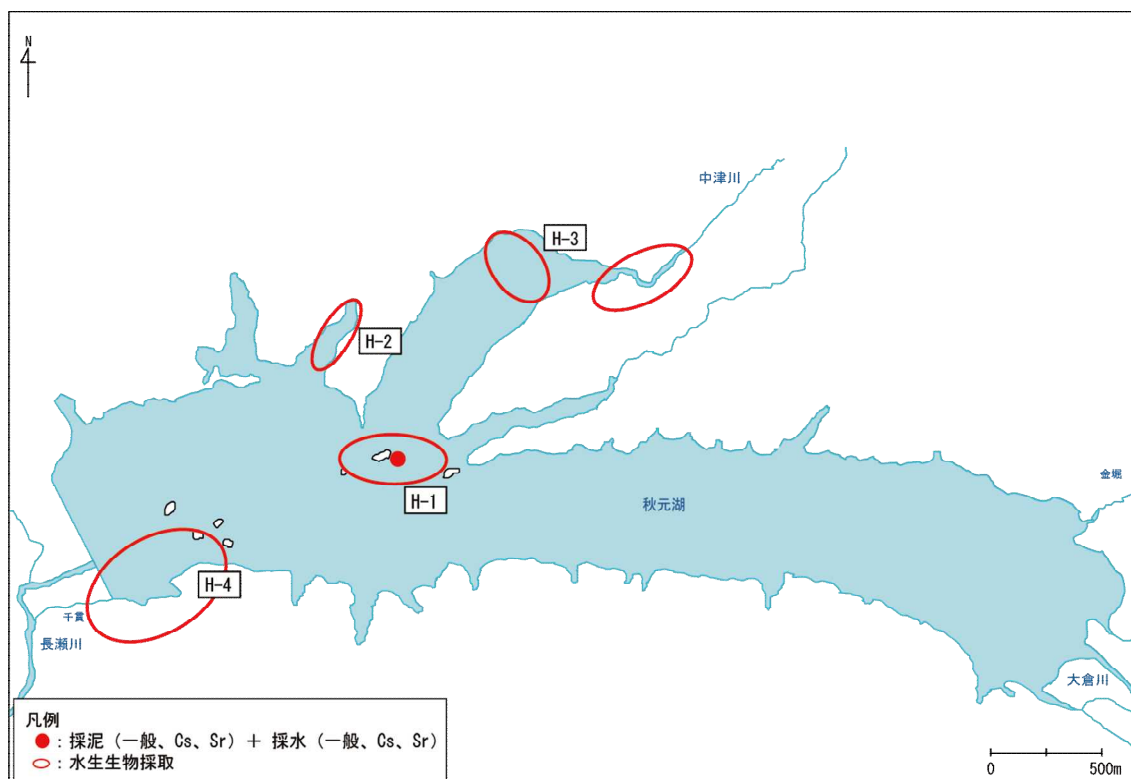 N
中津川
H-3
H-2
H-1
秋元湖
金堀
H-4
千貫
長瀬川
大倉川
凡例
：採泥（一般、Cs、Sr）＋ 採水（一般、Cs、Sr）
：水生生物採取
0 500m